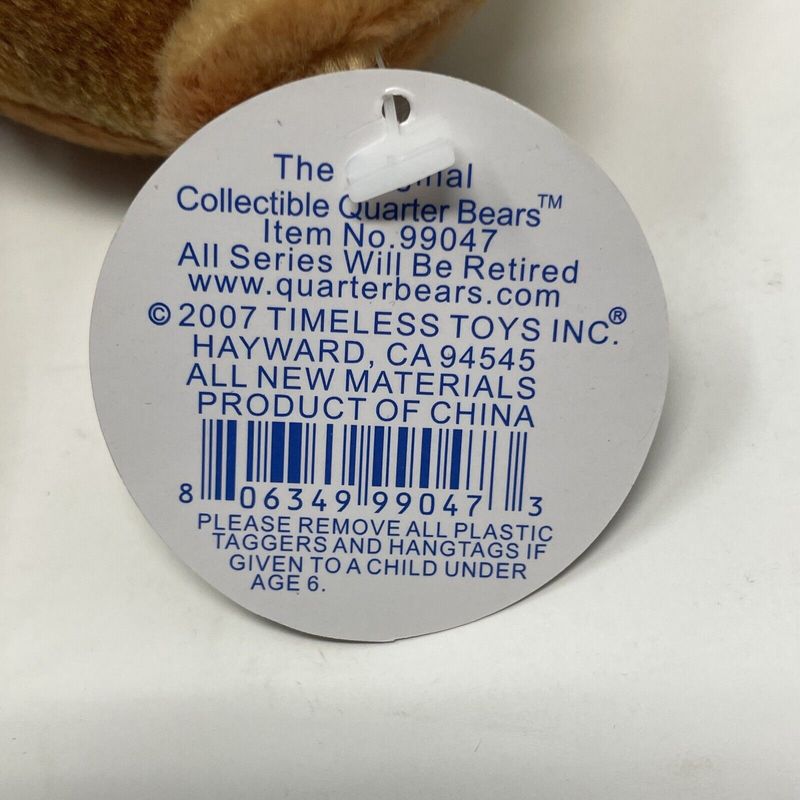 The
Collectible Quarter Bears™
Item No.99047
All Series Will Be Retired
www.quarterbears.com
© 2007 TIMELESS TOYS INC.®
HAYWARD, CA 94545
ALL NEW MATERIALS
PRODUCT OF CHINA
8 06349 99047 3
PLEASE REMOVE ALL PLASTIC
TAGGERS AND HANGTAGS IF
GIVEN TO A CHILD UNDER
AGE 6.